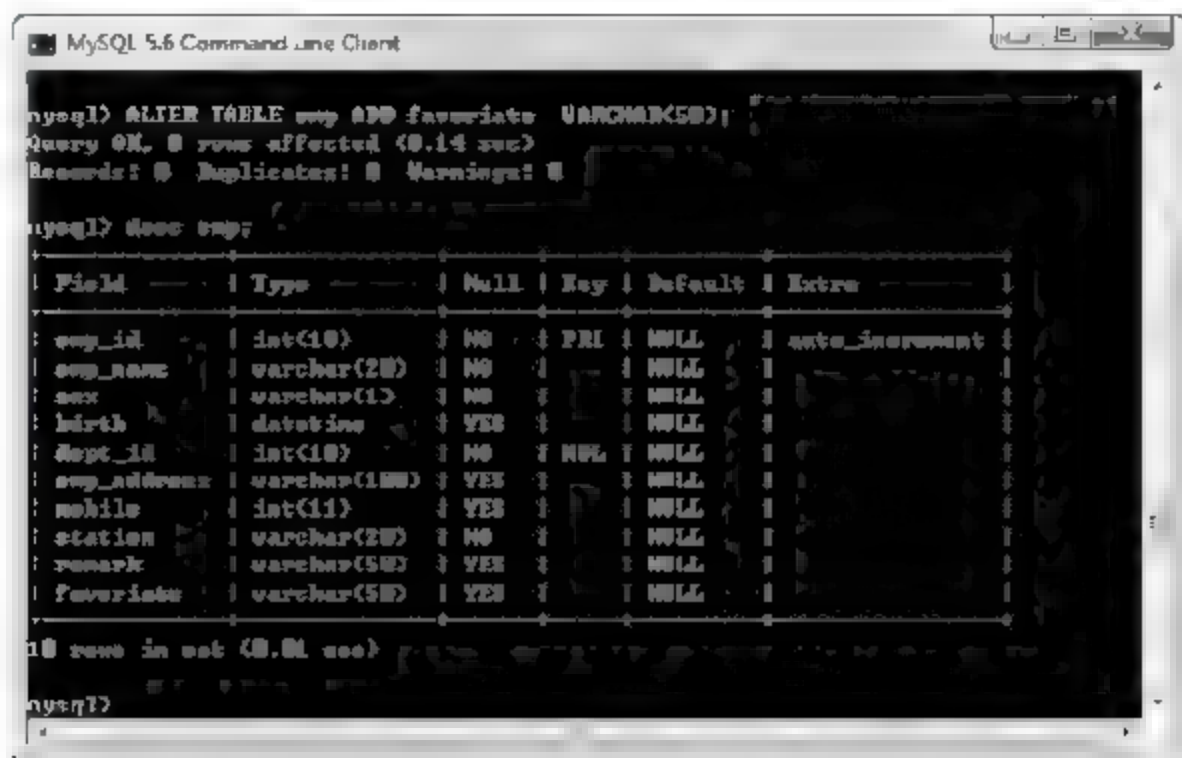 MySQL 5.6 Command Line Client
mysql> ALTER TABLE emp ADD favoriate VARCHAR(50);
Query OK, 0 rows affected (0.14 sec)
Records: 0 Duplicates: 0 Warnings: 0
mysql> desc emp;
| Field | Type | Null | Key | Default | Extra |
| emp_id | int(10) | NO | PRI | NULL | auto_increment |
| emp_name | varchar(20) | NO | | NULL | |
| sex | varchar(1) | NO | | NULL | |
| birth | datetime | YES | | NULL | |
| dept_id | int(10) | NO | MUL | NULL | |
| emp_address | varchar(100) | YES | | NULL | |
| mobile | int(11) | YES | | NULL | |
| station | varchar(20) | NO | | NULL | |
| remark | varchar(50) | YES | | NULL | |
| favoriate | varchar(50) | YES | | NULL | |
10 rows in set (0.01 sec)
mysql>